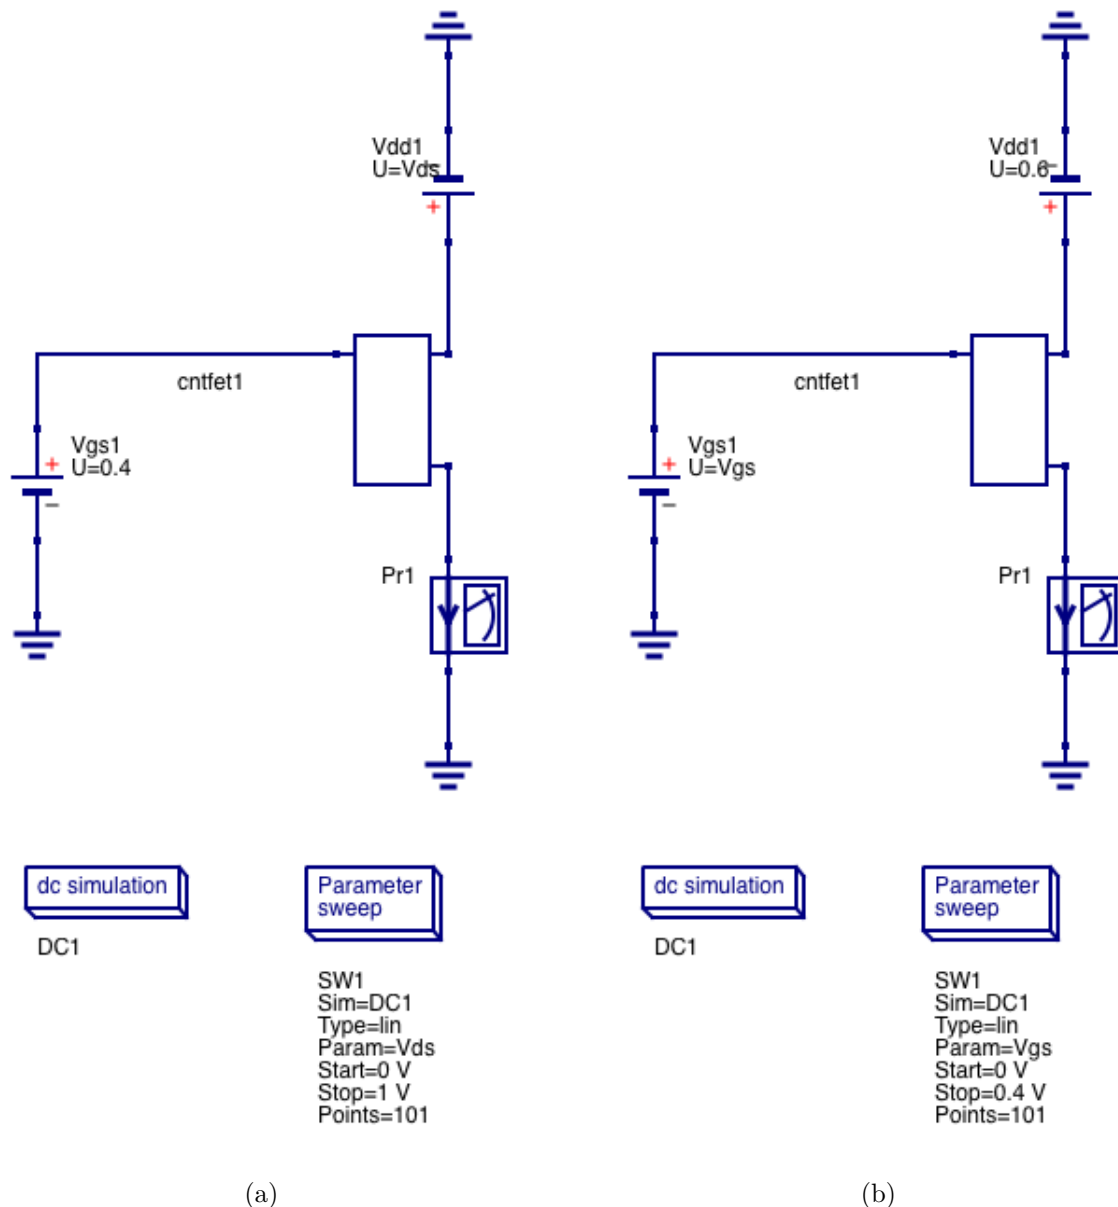 Vdd1
U=Vds
+
cntfet1
Vgs1
+
U=0.4
−
Pr1
dc simulation
DC1
Parameter
sweep
SW1
Sim=DC1
Type=lin
Param=Vds
Start=0 V
Stop=1 V
Points=101
(a)
Vdd1
U=0.6
+
cntfet1
Vgs1
+
U=Vgs
−
Pr1
dc simulation
DC1
Parameter
sweep
SW1
Sim=DC1
Type=lin
Param=Vgs
Start=0 V
Stop=0.4 V
Points=101
(b)